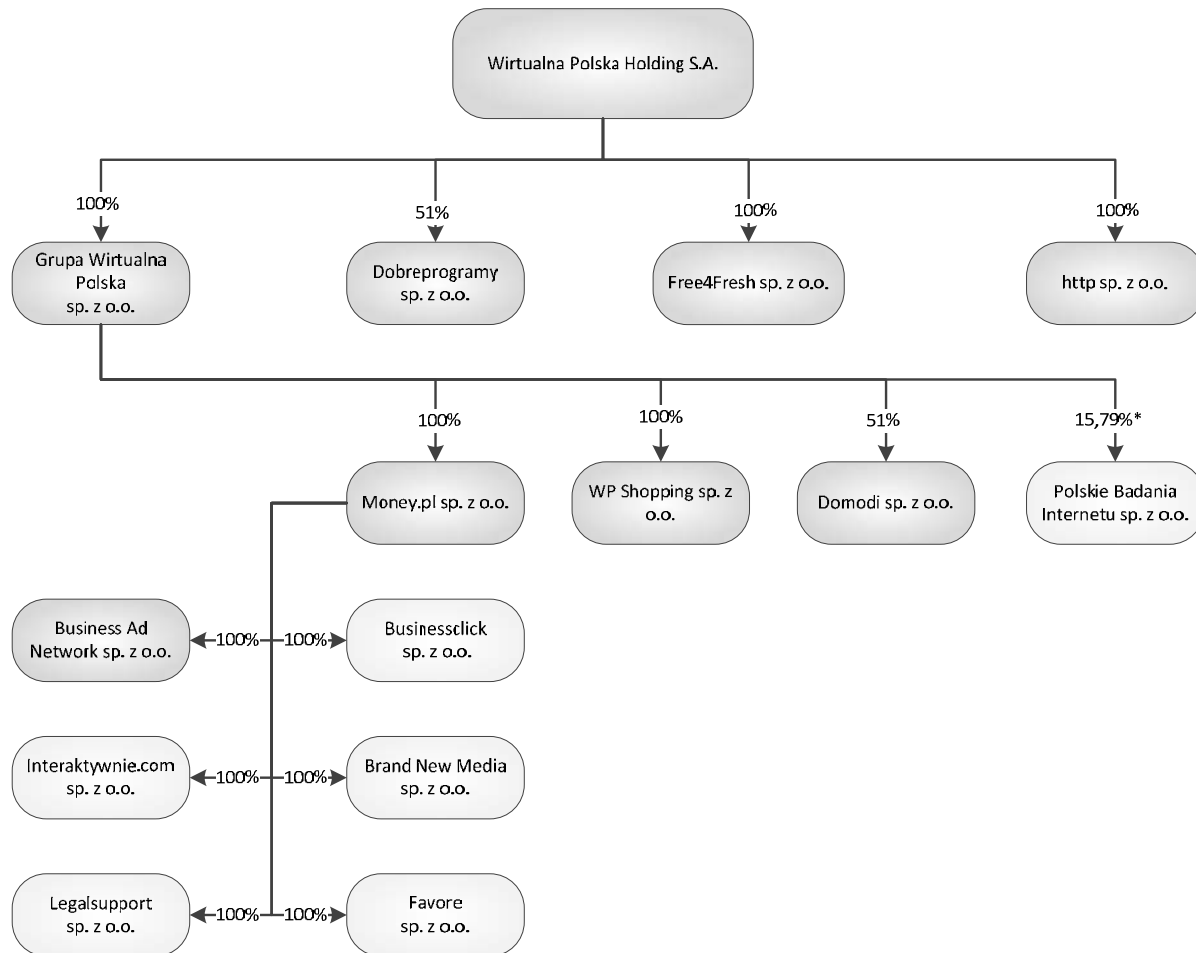 Wirtualna Polska Holding S.A.
100%
51%
100%
100%
Grupa Wirtualna
Polska
sp. z o.o.
Dobreprogramy
sp. z o.o.
Free4Fresh sp. z o.o.
http sp. z o.o.
100%
100%
51%
15,79%*
Money.pl sp. z o.o.
WP Shopping sp. z
o.o.
Domodi sp. z o.o.
Polskie Badania
Internetu sp. z o.o.
Business Ad
Network sp. z o.o.
100%
100%
Businessclick
sp. z o.o.
Interaktywnie.com
sp. z o.o.
100%
100%
Brand New Media
sp. z o.o.
Legalsupport
sp. z o.o.
100%
100%
Favore
sp. z o.o.